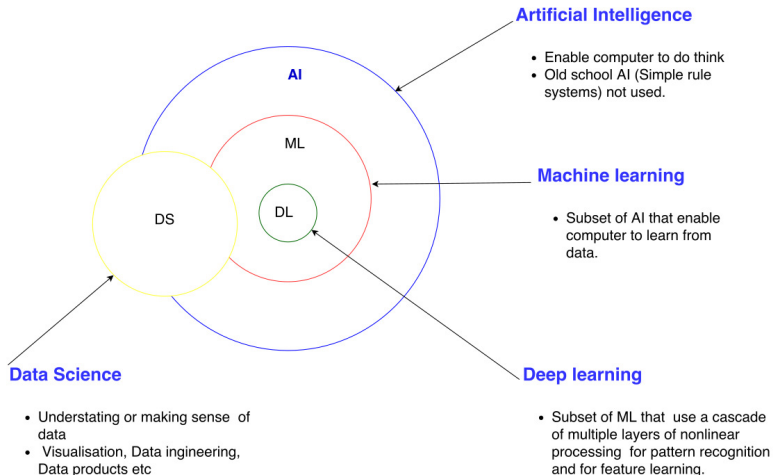 Artificial Intelligence
• Enable computer to do think
• Old school AI (Simple rule
systems) not used.
AI
ML
Machine learning
• Subset of AI that enable
computer to learn from
data.
DS
DL
Data Science
• Understating or making sense of
data
• Visualisation, Data ingineering,
Data products etc
Deep learning
• Subset of ML that use a cascade
of multiple layers of nonlinear
processing for pattern recognition
and for feature learning.